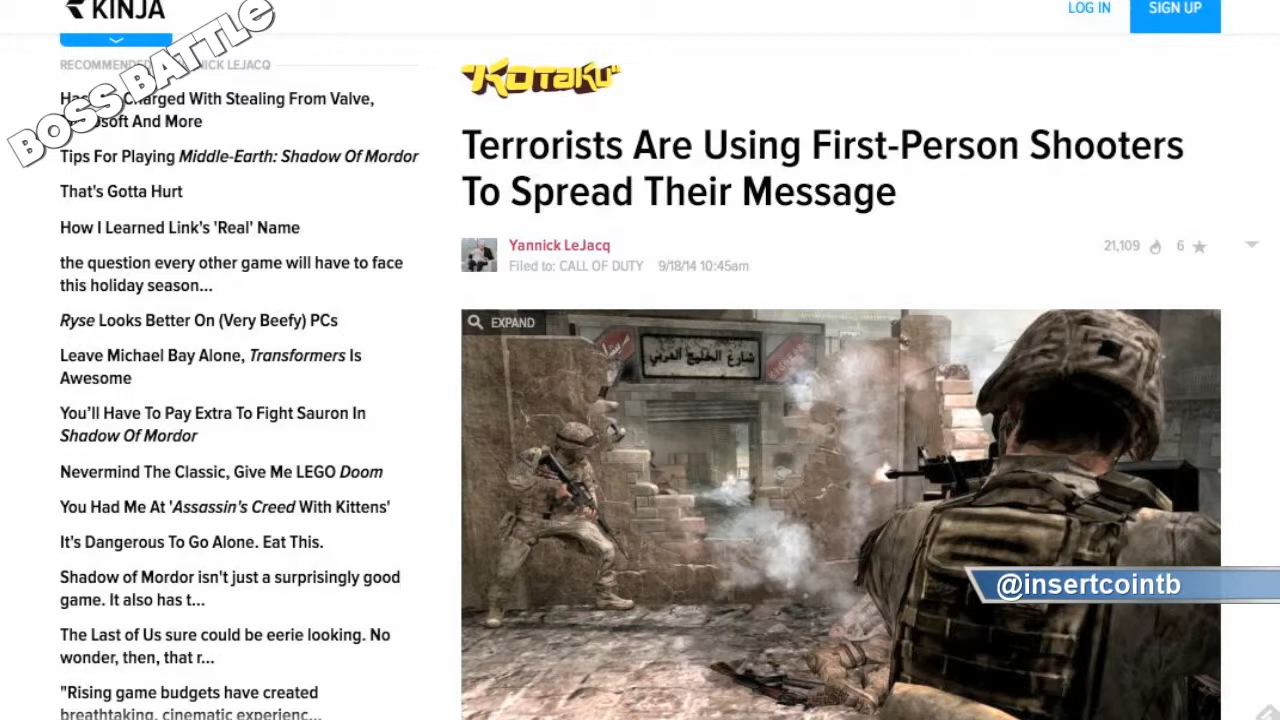 KINJA
LOG IN
SIGN UP
BOSS BATTLE
RECOMMENDED
LEJACQ
Charged With Stealing From Valve,
And More
Tips For Playing Middle-Earth: Shadow Of Mordor
That's Gotta Hurt
How I Learned Link's 'Real' Name
the question every other game will have to face
this holiday season...
Ryse Looks Better On (Very Beefy) PCs
Leave Michael Bay Alone, Transformers Is
Awesome
You'll Have To Pay Extra To Fight Sauron In
Shadow Of Mordor
Nevermind The Classic, Give Me LEGO Doom
You Had Me At 'Assassin's Creed With Kittens'
It's Dangerous To Go Alone. Eat This.
Shadow of Mordor isn't just a surprisingly good
game. It also has t...
The Last of Us sure could be eerie looking. No
wonder, then, that r...
"Rising game budgets have created
breathtaking, cinematic experienc...
KOTAKU
Terrorists Are Using First-Person Shooters
To Spread Their Message
Yannick LeJacq
Filed to: CALL OF DUTY 9/18/14 10:45am
21,109
6
EXPAND
شارع الخليج العربي
@insertcointb